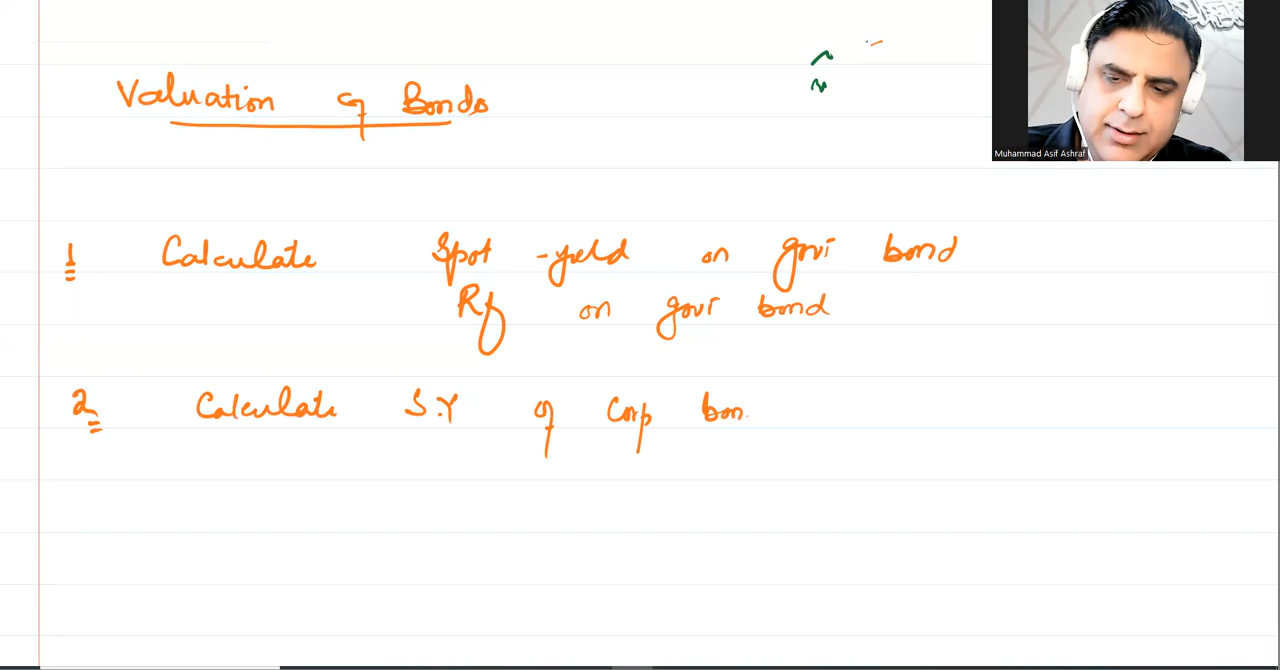 Valuation of Bonds
1 Calculate Spot-yield on govt bond
Rf on govt bond
2 Calculate S.Y of Corp bon
Muhammad Asif Ashraf